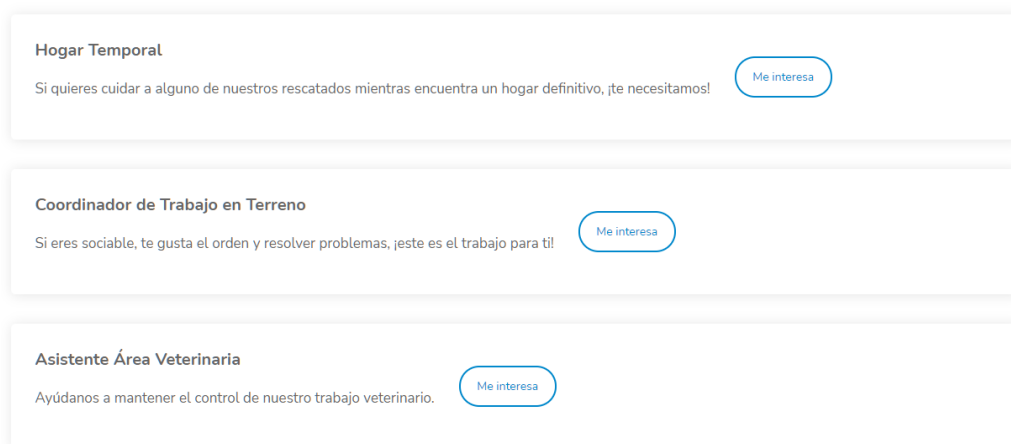 Hogar Temporal
Si quieres cuidar a alguno de nuestros rescatados mientras encuentra un hogar definitivo, ¡te necesitamos!
Me interesa
Coordinador de Trabajo en Terreno
Si eres sociable, te gusta el orden y resolver problemas, ¡este es el trabajo para ti!
Me interesa
Asistente Área Veterinaria
Ayúdanos a mantener el control de nuestro trabajo veterinario.
Me interesa